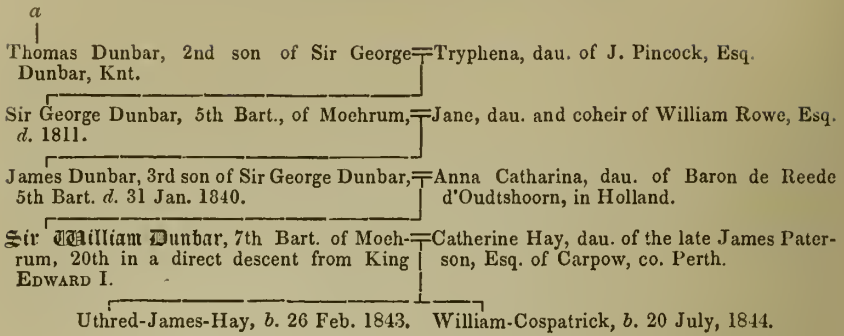 a
Thomas Dunbar, 2nd son of Sir George Tryphena, dau. of J. Pincock, Esq.
Dunbar, Knt.
Sir George Dunbar, 5th Bart., of Mochrum, Jane, dau. and coheir of William Rowe, Esq.
d. 1811.
James Dunbar, 3rd son of Sir George Dunbar, Anna Catharina, dau. of Baron de Reede
5th Bart. d. 31 Jan. 1840. d'Oudtshoorn, in Holland.
Sir William Dunbar, 7th Bart. of Moch- Catherine Hay, dau. of the late James Pater-
rum, 20th in a direct descent from King son, Esq. of Carpow, co. Perth.
EDWARD I.
Uthred-James-Hay, b. 26 Feb. 1843. William-Cospatrick, b. 20 July, 1844.